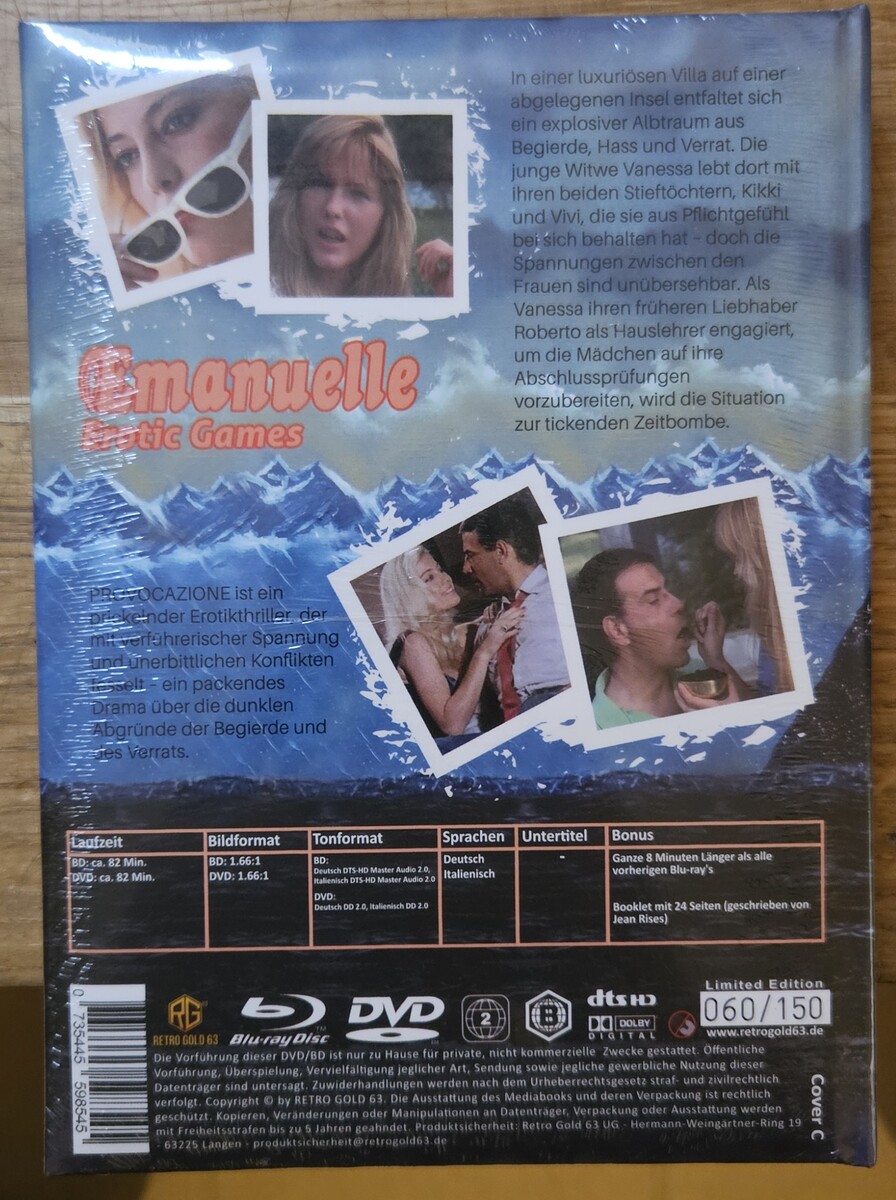 In einer luxuriösen Villa auf einer
abgelegenen Insel entfaltet sich
ein explosiver Albtraum aus
Begierde, Hass und Verrat. Die
junge Witwe Vanessa lebt dort mit
ihren beiden Stieftöchtern, Kikki
und Vivi, die sie aus Pflichtgefühl
bei sich behalten hat – doch die
Spannungen zwischen den
Frauen sind unübersehbar. Als
Vanessa ihren früheren Liebhaber
Roberto als Hauslehrer engagiert,
um die Mädchen auf ihre
Abschlussprüfungen
vorzubereiten, wird die Situation
zur tickenden Zeitbombe.
Emanuelle
Erotic Games
PROVOCAZIONE ist ein
prickelnder Erotikthriller, der
mit verführerischer Spannung
und unerbittlichen Konflikten
fesselt – ein packendes
Drama über die dunklen
Abgründe der Begierde und
des Verrats.
Laufzeit
BD: ca. 82 Min.
DVD: ca. 82 Min.
Bildformat
BD: 1.66:1
DVD: 1.66:1
Tonformat
BD:
Deutsch DTS-HD Master Audio 2.0,
Italienisch DTS-HD Master Audio 2.0
DVD:
Deutsch DD 2.0, Italienisch DD 2.0
Sprachen
Deutsch
Italienisch
Untertitel
-
Bonus
Ganze 8 Minuten Länger als alle
vorherigen Blu-ray's
Booklet mit 24 Seiten (geschrieben von
Jean Rises)
0 735445 598545
RG
RETRO GOLD 63
Blu-ray Disc
DVD
2
B
dts HD
DOLBY
DIGITAL
Limited Edition
060/150
www.retrogold63.de
Die Vorführung dieser DVD/BD ist nur zu Hause für private, nicht kommerzielle Zwecke gestattet. Öffentliche
Vorführung, Überspielung, Vervielfältigung jeglicher Art, Sendung sowie jegliche gewerbliche Nutzung dieser
Datenträger sind untersagt. Zuwiderhandlungen werden nach dem Urheberrechtsgesetz straf- und zivilrechtlich
verfolgt. Copyright © by RETRO GOLD 63. Die Ausstattung des Mediabooks und deren Verpackung ist rechtlich
geschützt. Kopieren, Veränderungen oder Manipulationen an Datenträger, Verpackung oder Ausstattung werden
mit Freiheitsstrafen bis zu 5 Jahren geahndet. Produktsicherheit: Retro Gold 63 UG - Hermann-Weingärtner-Ring 19
- 63225 Langen - produktsicherheit@retrogold63.de
Cover C